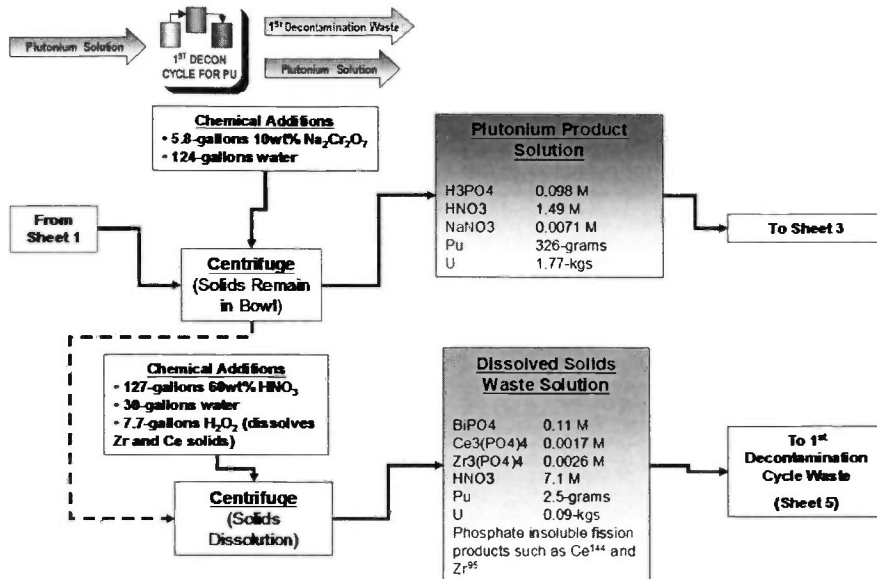 Plutonium Solution
1ST DECON
CYCLE FOR PU
1ST Decontamination Waste
Plutonium Solution
Chemical Additions
• 5.8-gallons 10wt% Na₂Cr₂O₇
• 124-gallons water
From
Sheet 1
Centrifuge
(Solids Remain
in Bowl)
Plutonium Product
Solution
H3PO4 0.098 M
HNO3 1.49 M
NaNO3 0.0071 M
Pu 326-grams
U 1.77-kgs
To Sheet 3
Chemical Additions
• 127-gallons 60wt% HNO₃
• 30-gallons water
• 7.7-gallons H₂O₂ (dissolves
Zr and Ce solids)
Centrifuge
(Solids
Dissolution)
Dissolved Solids
Waste Solution
BiPO4 0.11 M
Ce3(PO4)4 0.0017 M
Zr3(PO4)4 0.0026 M
HNO3 7.1 M
Pu 2.5-grams
U 0.09-kgs
Phosphate insoluble fission
products such as Ce¹⁴⁴ and
Zr⁹⁵
To 1st
Decontamination
Cycle Waste
(Sheet 5)